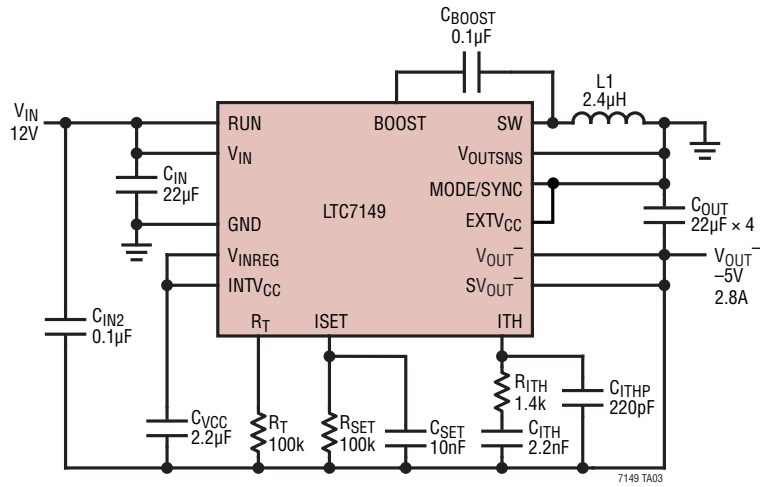 CBOOST
0.1µF
L1
2.4µH
VIN
12V
RUN
BOOST
SW
VIN
VOUTSNS
CIN
22µF
MODE/SYNC
LTC7149
EXTVCC
COUT
22µF × 4
GND
VINREG
VOUT–
VOUT–
–5V
2.8A
INTVCC
SVOUT–
CIN2
0.1µF
RT
ISET
ITH
RITH
1.4k
CITHP
220pF
CVCC
2.2µF
RT
100k
RSET
100k
CSET
10nF
CITH
2.2nF
7149 TA03